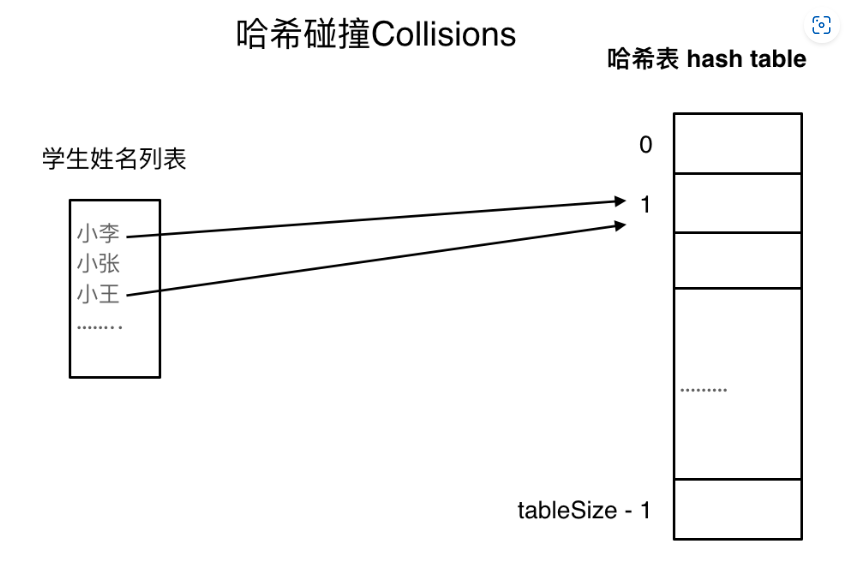 哈希碰撞Collisions
哈希表 hash table
学生姓名列表
小李
小张
小王
........
0
1
.........
tableSize - 1